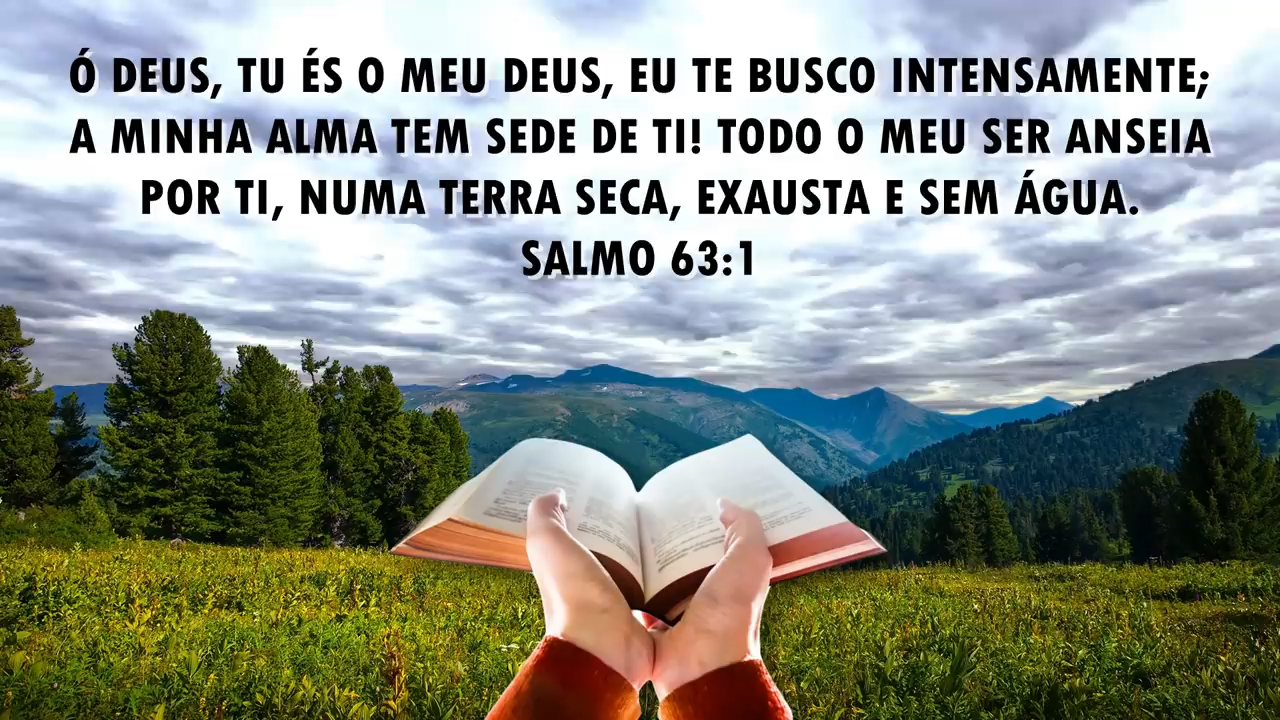 Ó DEUS, TU ÉS O MEU DEUS, EU TE BUSCO INTENSAMENTE;
A MINHA ALMA TEM SEDE DE TI! TODO O MEU SER ANSEIA
POR TI, NUMA TERRA SECA, EXAUSTA E SEM ÁGUA.
SALMO 63:1